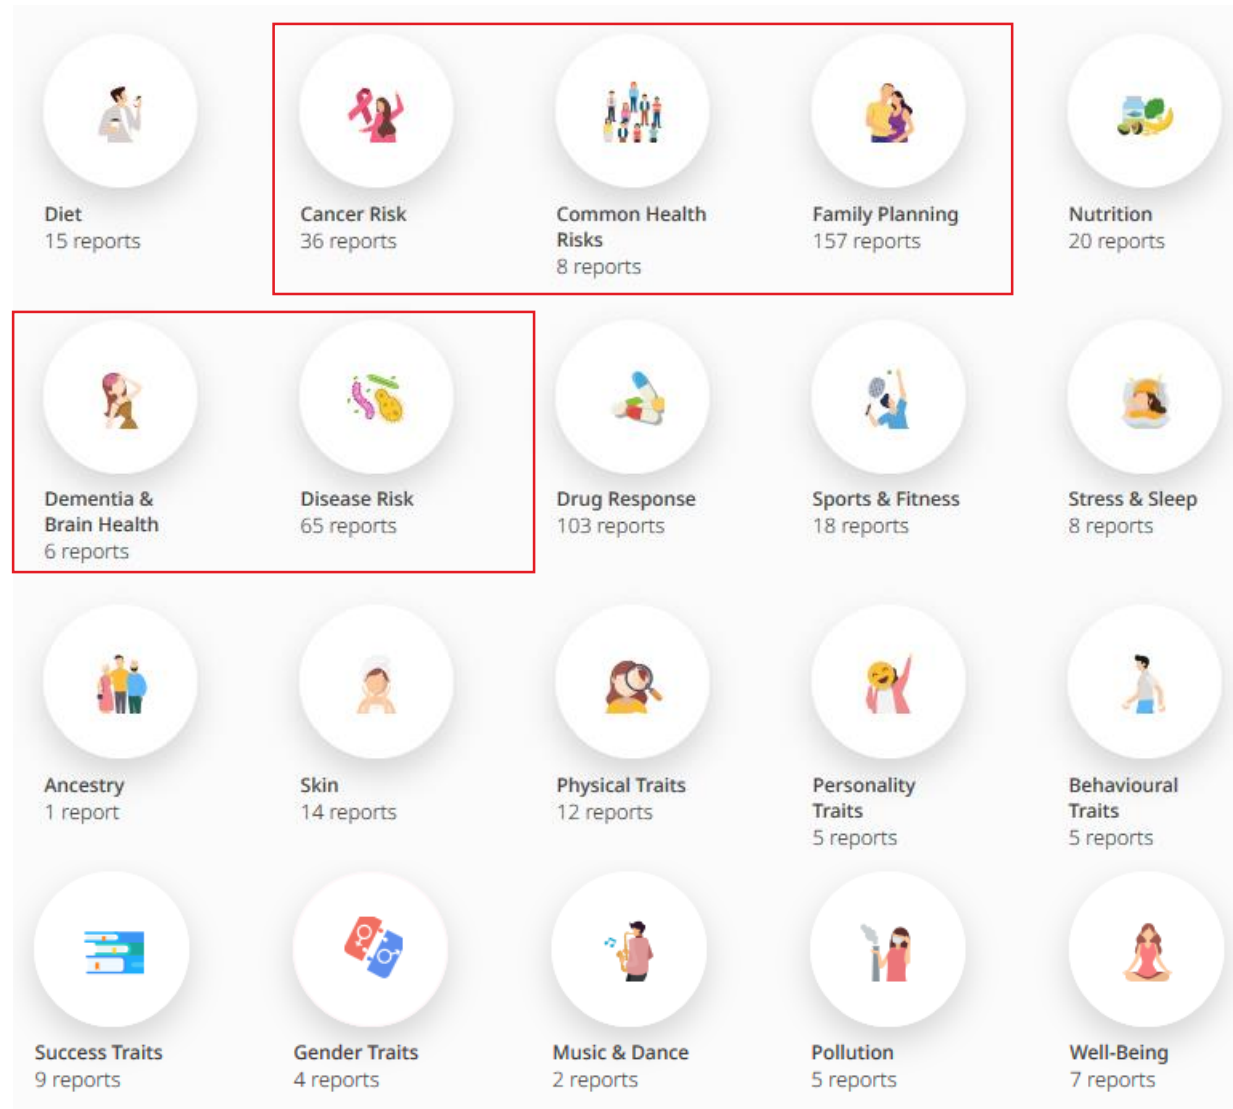 Diet
15 reports
Cancer Risk
36 reports
Common Health
Risks
8 reports
Family Planning
157 reports
Nutrition
20 reports
Dementia &
Brain Health
6 reports
Disease Risk
65 reports
Drug Response
103 reports
Sports & Fitness
18 reports
Stress & Sleep
8 reports
Ancestry
1 report
Skin
14 reports
Physical Traits
12 reports
Personality
Traits
5 reports
Behavioural
Traits
5 reports
Success Traits
9 reports
Gender Traits
4 reports
Music & Dance
2 reports
Pollution
5 reports
Well-Being
7 reports